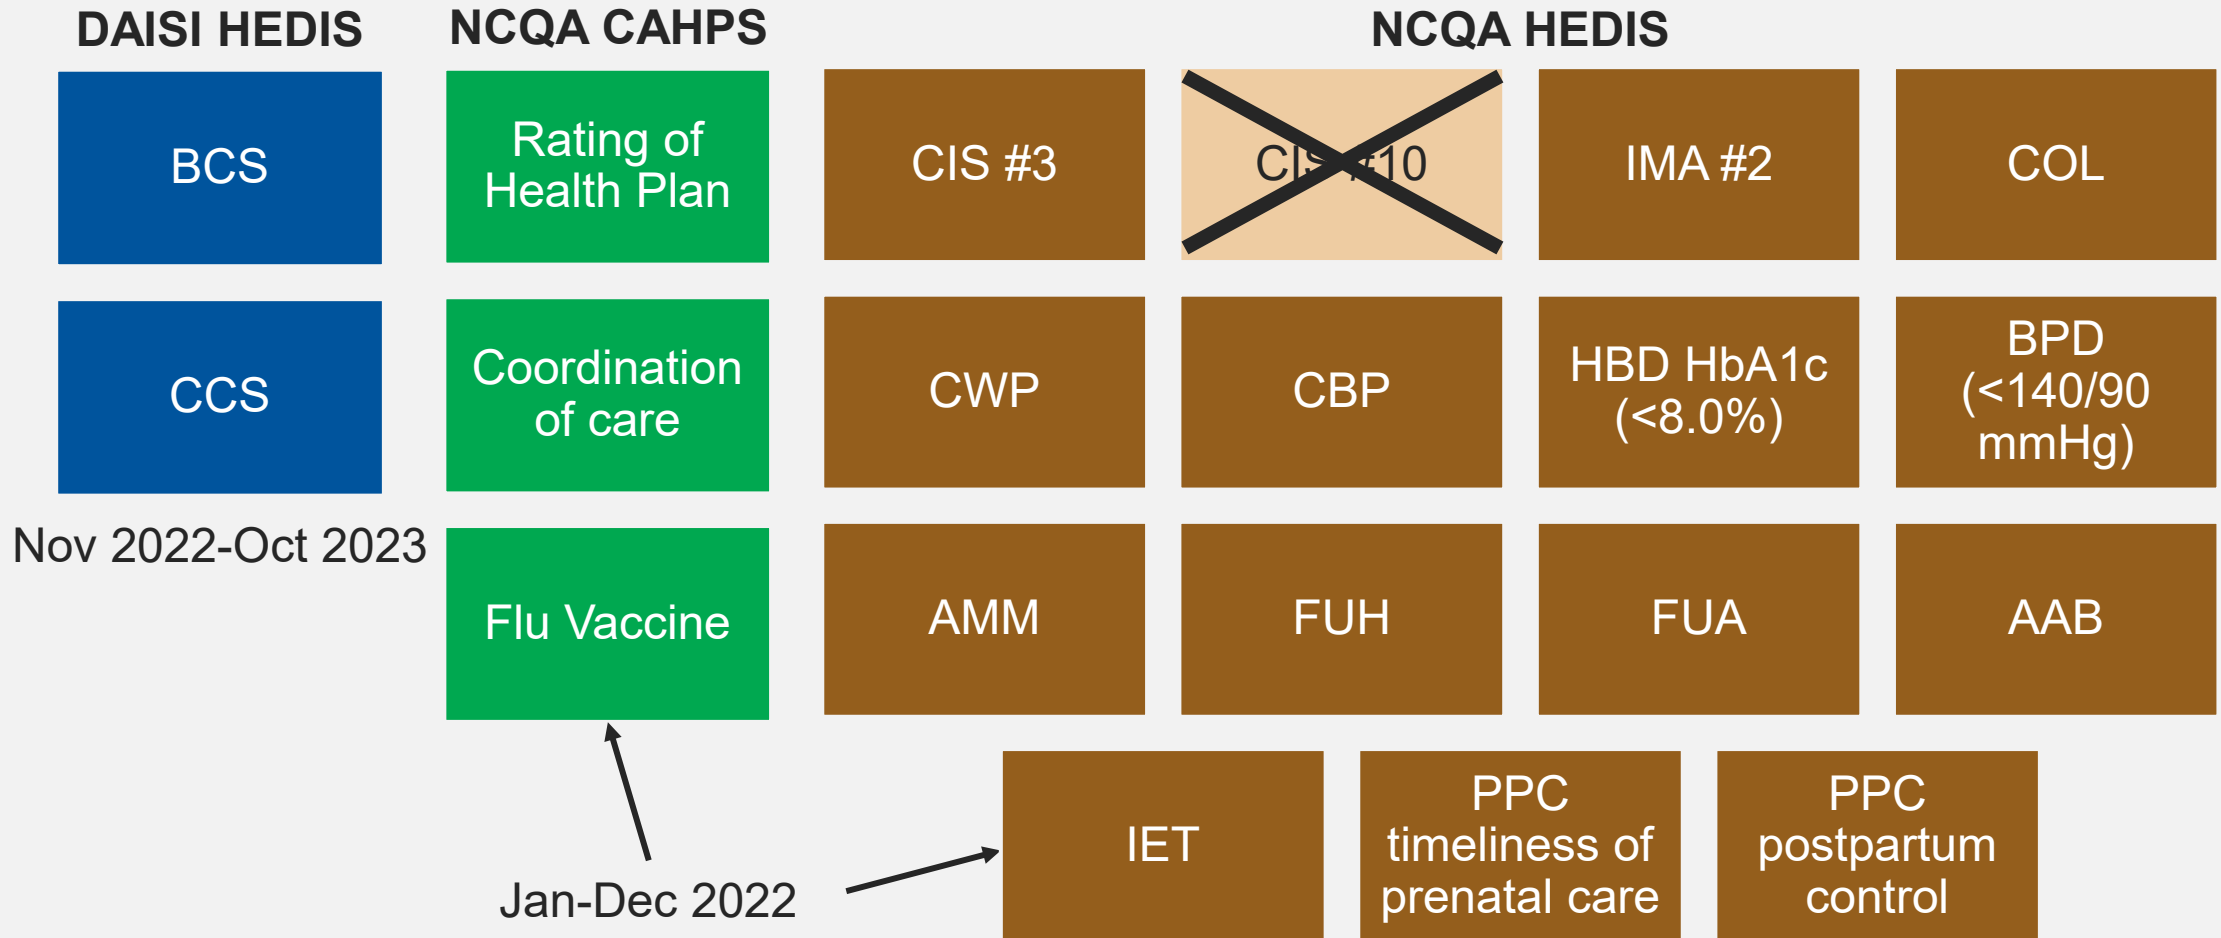 DAISI HEDIS
NCQA CAHPS
NCQA HEDIS
BCS
Rating of
Health Plan
CIS #3
CIS #10
IMA #2
COL
CCS
Coordination
of care
CWP
CBP
HBD HbA1c
(<8.0%)
BPD
(<140/90
mmHg)
Nov 2022-Oct 2023
Flu Vaccine
AMM
FUH
FUA
AAB
Jan-Dec 2022
IET
PPC
timeliness of
prenatal care
PPC
postpartum
control